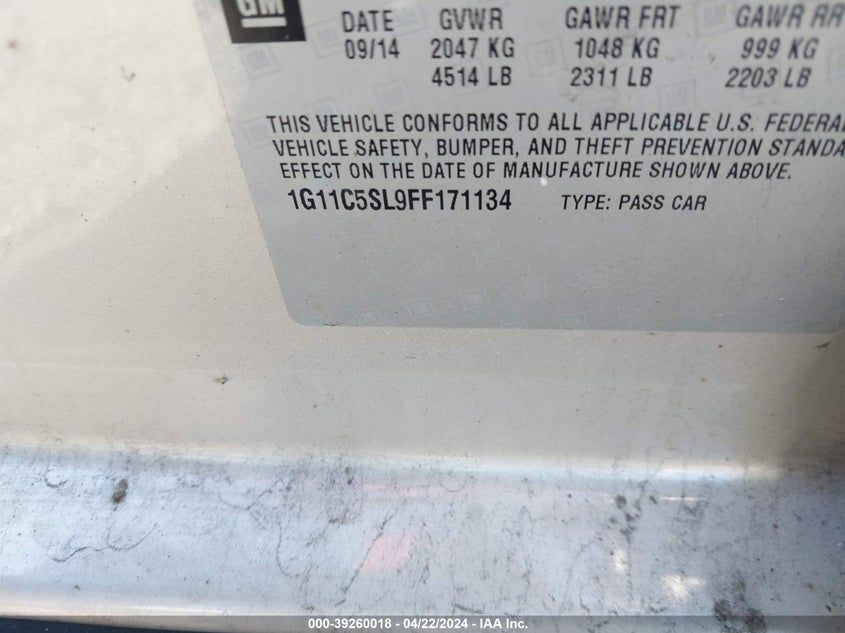 GM
DATE GVWR GAWR FRT GAWR RR
09/14 2047 KG 1048 KG 999 KG
4514 LB 2311 LB 2203 LB
THIS VEHICLE CONFORMS TO ALL APPLICABLE U.S. FEDERAL
VEHICLE SAFETY, BUMPER, AND THEFT PREVENTION STANDA
EFFECT ON THE DATE OF MANUFACTURE SHOWN ABOVE.
1G11C5SL9FF171134 TYPE: PASS CAR
000-39260018 - 04/22/2024 - IAA Inc.